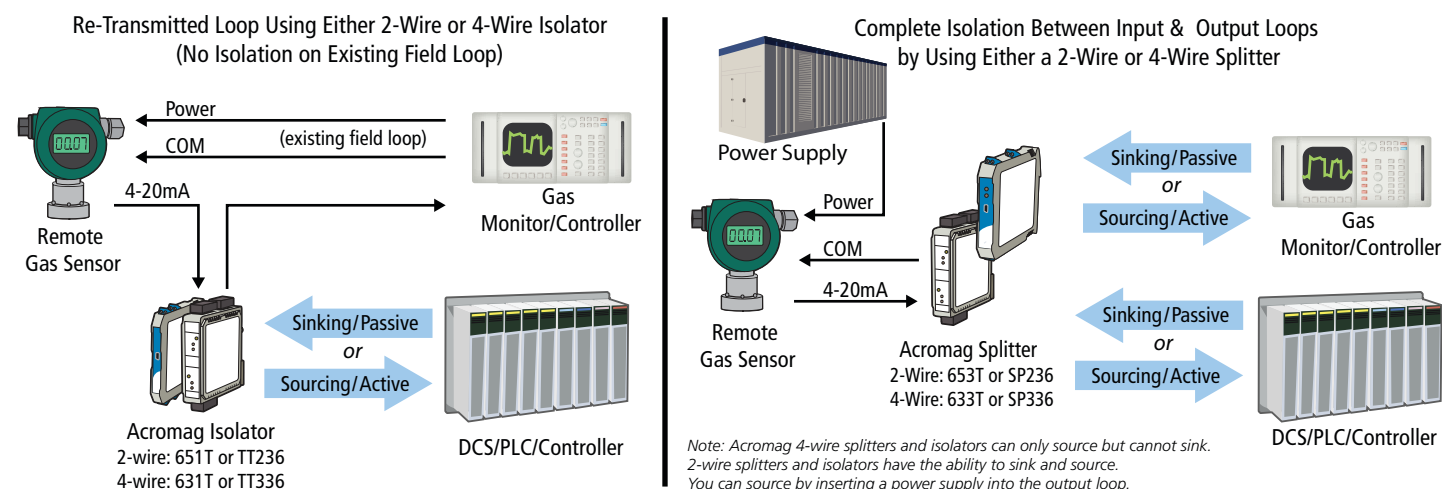 Re-Transmitted Loop Using Either 2-Wire or 4-Wire Isolator
(No Isolation on Existing Field Loop)
Power
COM
(existing field loop)
00.07
4-20mA
Gas
Monitor/Controller
Remote
Gas Sensor
Sinking/Passive
or
Sourcing/Active
Acromag Isolator
2-wire: 651T or TT236
4-wire: 631T or TT336
DCS/PLC/Controller
Complete Isolation Between Input & Output Loops
by Using Either a 2-Wire or 4-Wire Splitter
Power Supply
Power
00.07
COM
4-20mA
Remote
Gas Sensor
Acromag Splitter
2-Wire: 653T or SP236
4-Wire: 633T or SP336
Sinking/Passive
or
Sourcing/Active
Gas
Monitor/Controller
Sinking/Passive
or
Sourcing/Active
DCS/PLC/Controller
Note: Acromag 4-wire splitters and isolators can only source but cannot sink.
2-wire splitters and isolators have the ability to sink and source.
You can source by inserting a power supply into the output loop.